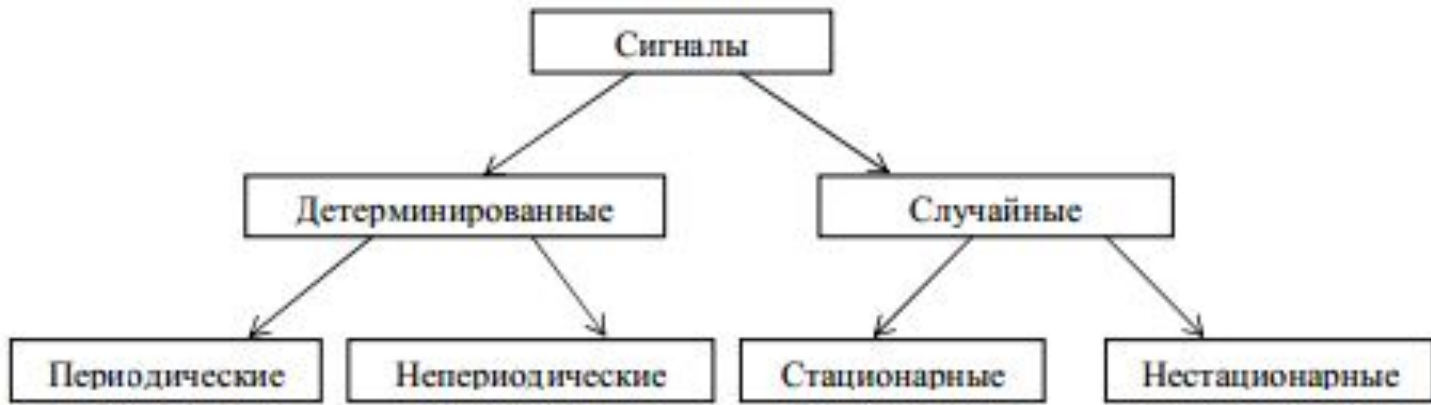 Сигналы
Детерминированные
Случайные
Периодические
Непериодические
Стационарные
Нестационарные